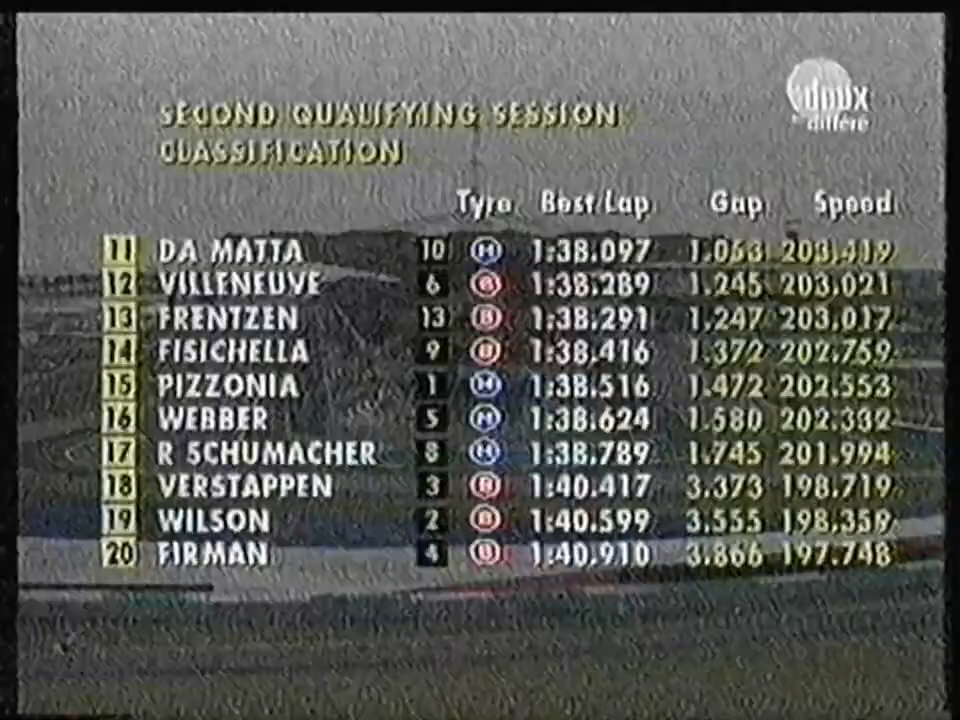 doux
différé
SECOND QUALIFYING SESSION
CLASSIFICATION
Tyre Best Lap Gap Speed
11 DA MATTA 10 M 1:38.097 1.053 203.419
12 VILLENEUVE 6 B 1:38.289 1.245 203.021
13 FRENTZEN 13 B 1:38.291 1.247 203.017
14 FISICHELLA 9 B 1:38.416 1.372 202.759
15 PIZZONIA 1 M 1:38.516 1.472 202.553
16 WEBBER 5 M 1:38.624 1.580 202.332
17 R SCHUMACHER 8 M 1:38.789 1.745 201.994
18 VERSTAPPEN 3 B 1:40.417 3.373 198.719
19 WILSON 2 B 1:40.599 3.555 198.359
20 FIRMAN 4 B 1:40.910 3.866 197.748